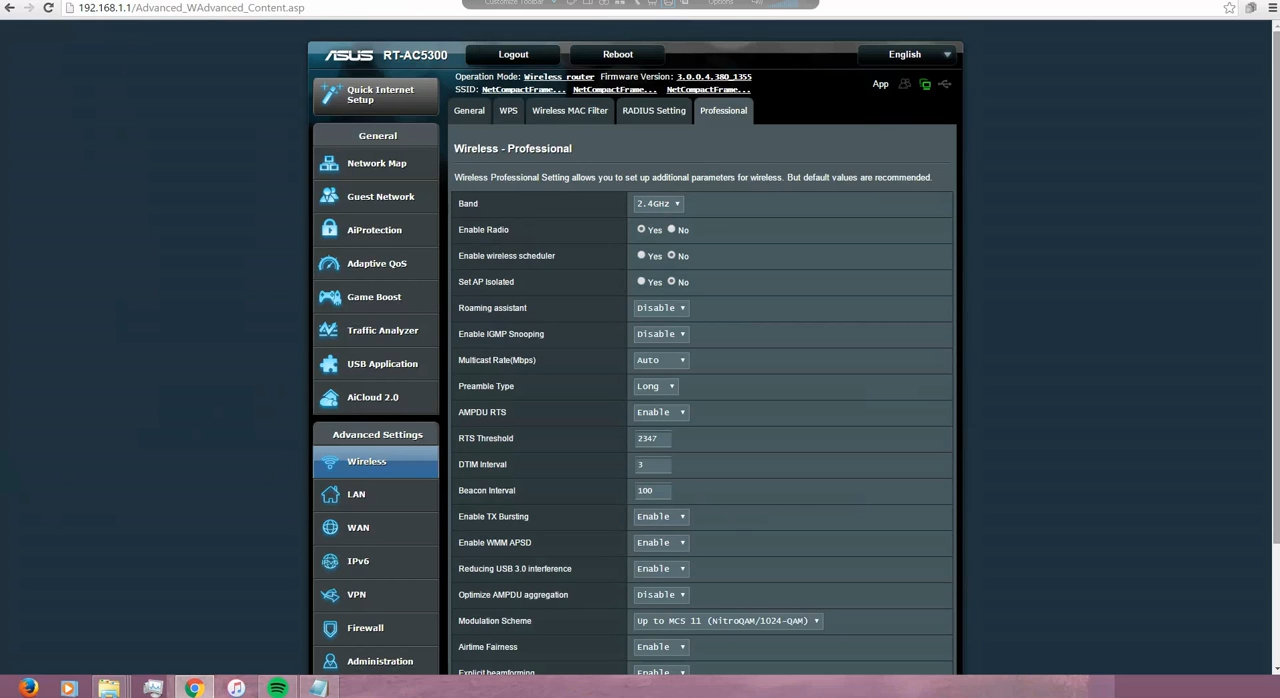 192.168.1.1/Advanced_WAdvanced_Content.asp
Customize Toolbar
Options
ASUS RT-AC5300
Logout
Reboot
English
Quick Internet Setup
Operation Mode: Wireless router Firmware Version: 3.0.0.4.380_1355
SSID: NetCompactFrame... NetCompactFrame... NetCompactFrame...
App
General
WPS
Wireless MAC Filter
RADIUS Setting
Professional
General
Network Map
Guest Network
AiProtection
Adaptive QoS
Game Boost
Traffic Analyzer
USB Application
AiCloud 2.0
Advanced Settings
Wireless
LAN
WAN
IPv6
VPN
Firewall
Administration
Wireless - Professional
Wireless Professional Setting allows you to set up additional parameters for wireless. But default values are recommended.
Band 2.4GHz
Enable Radio Yes No
Enable wireless scheduler Yes No
Set AP Isolated Yes No
Roaming assistant Disable
Enable IGMP Snooping Disable
Multicast Rate(Mbps) Auto
Preamble Type Long
AMPDU RTS Enable
RTS Threshold 2347
DTIM Interval 3
Beacon Interval 100
Enable TX Bursting Enable
Enable WMM APSD Enable
Reducing USB 3.0 interference Enable
Optimize AMPDU aggregation Disable
Modulation Scheme Up to MCS 11 (NitroQAM/1024-QAM)
Airtime Fairness Enable
Explicit beamforming Enable